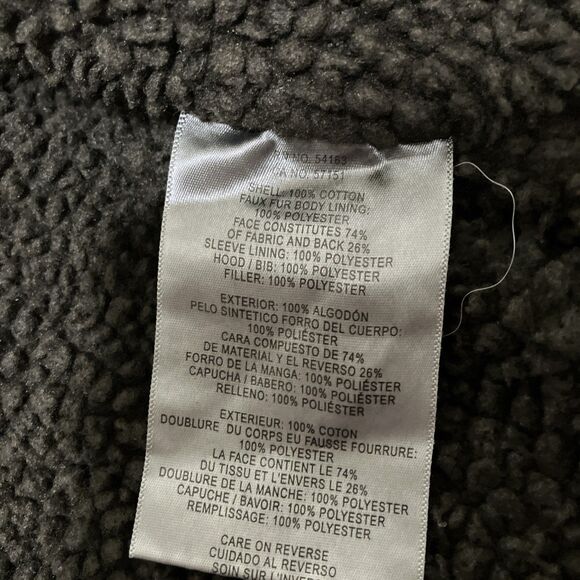 NO. 54163
CA NO. 57151
SHELL: 100% COTTON
FAUX FUR BODY LINING:
100% POLYESTER
FACE CONSTITUTES 74%
OF FABRIC AND BACK 26%
SLEEVE LINING: 100% POLYESTER
HOOD / BIB: 100% POLYESTER
FILLER: 100% POLYESTER
EXTERIOR: 100% ALGODÓN
PELO SINTETICO FORRO DEL CUERPO:
100% POLIÉSTER
CARA COMPUESTO DE 74%
DE MATERIAL Y EL REVERSO 26%
FORRO DE LA MANGA: 100% POLIÉSTER
CAPUCHA / BABERO: 100% POLIÉSTER
RELLENO: 100% POLIÉSTER
EXTERIEUR: 100% COTON
DOUBLURE DU CORPS EU FAUSSE FOURRURE:
100% POLYESTER
LA FACE CONTIENT LE 74%
DU TISSU ET L'ENVERS LE 26%
DOUBLURE DE LA MANCHE: 100% POLYESTER
CAPUCHE / BAVOIR: 100% POLYESTER
REMPLISSAGE: 100% POLYESTER
CARE ON REVERSE
CUIDADO AL REVERSO
SOIN SUR L'INVERS